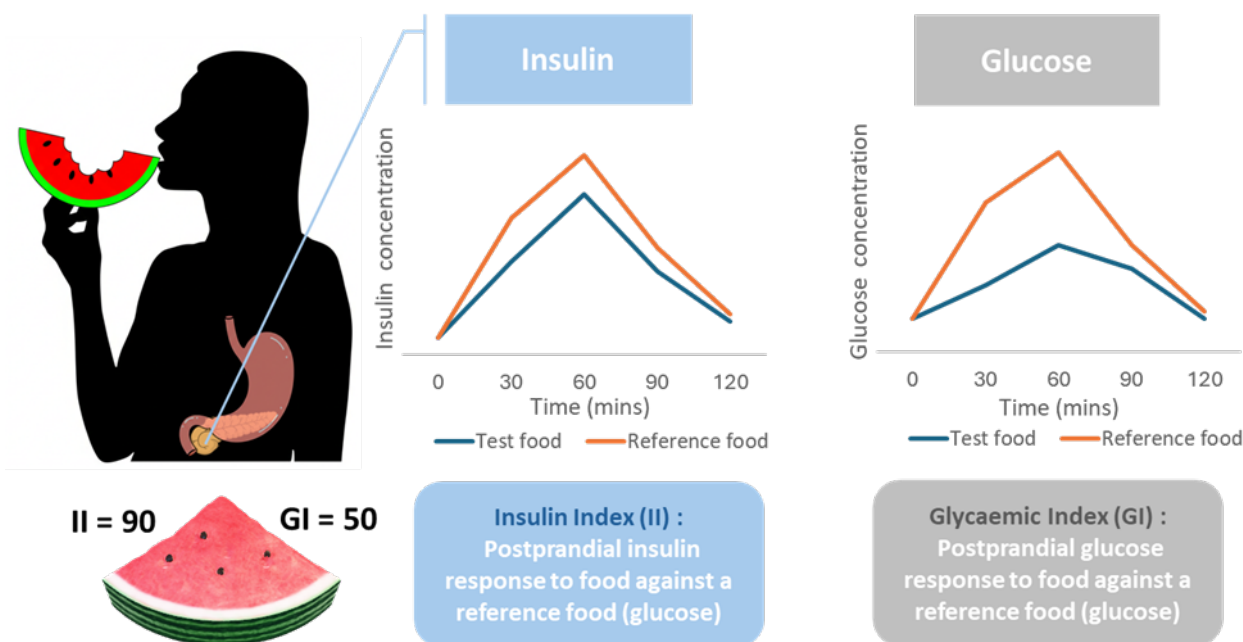 Insulin
Glucose
Insulin concentration
0 30 60 90 120
Time (mins)
Test food Reference food
Glucose concentration
0 30 60 90 120
Time (mins)
Test food Reference food
II = 90 GI = 50
Insulin Index (II) :
Postprandial insulin
response to food against a
reference food (glucose)
Glycaemic Index (GI) :
Postprandial glucose
response to food against a
reference food (glucose)